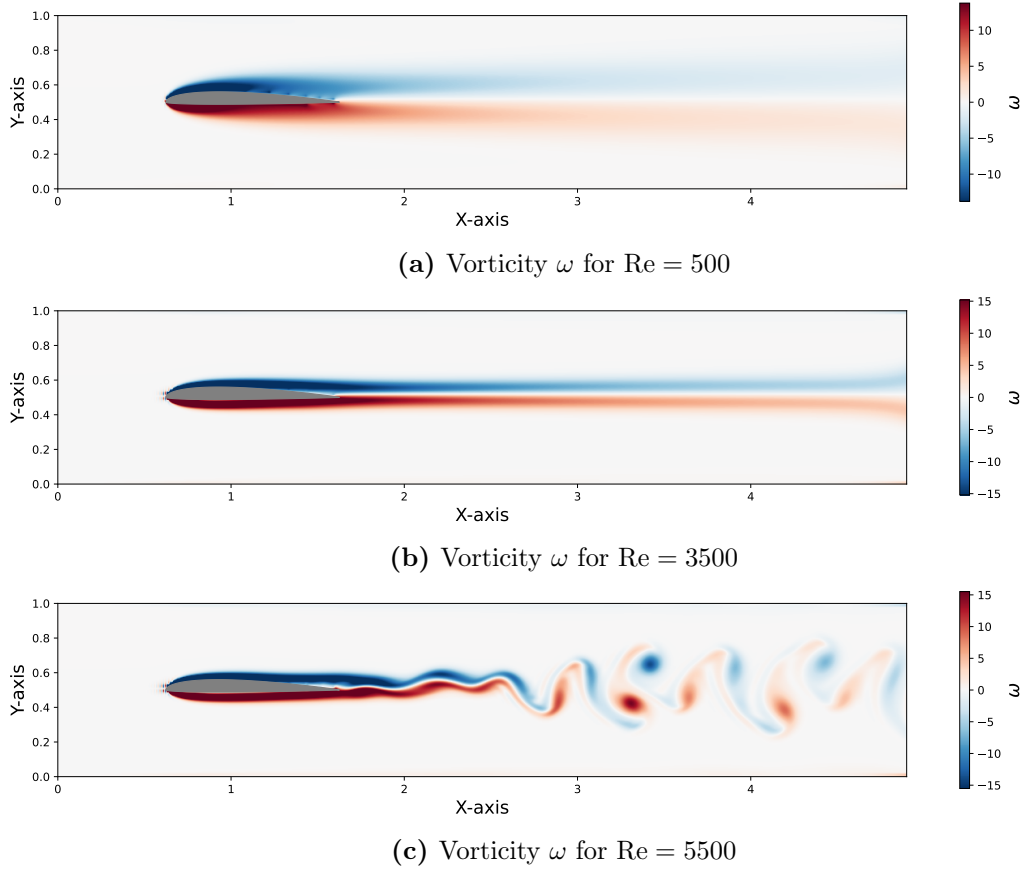 1.0
0.8
0.6
0.4
0.2
0.0
Y-axis
0 1 2 3 4
X-axis
10
5
0
−5
−10
ω
(a) Vorticity ω for Re = 500
1.0
0.8
0.6
0.4
0.2
0.0
Y-axis
0 1 2 3 4
X-axis
15
10
5
0
−5
−10
−15
ω
(b) Vorticity ω for Re = 3500
1.0
0.8
0.6
0.4
0.2
0.0
Y-axis
0 1 2 3 4
X-axis
15
10
5
0
−5
−10
−15
ω
(c) Vorticity ω for Re = 5500